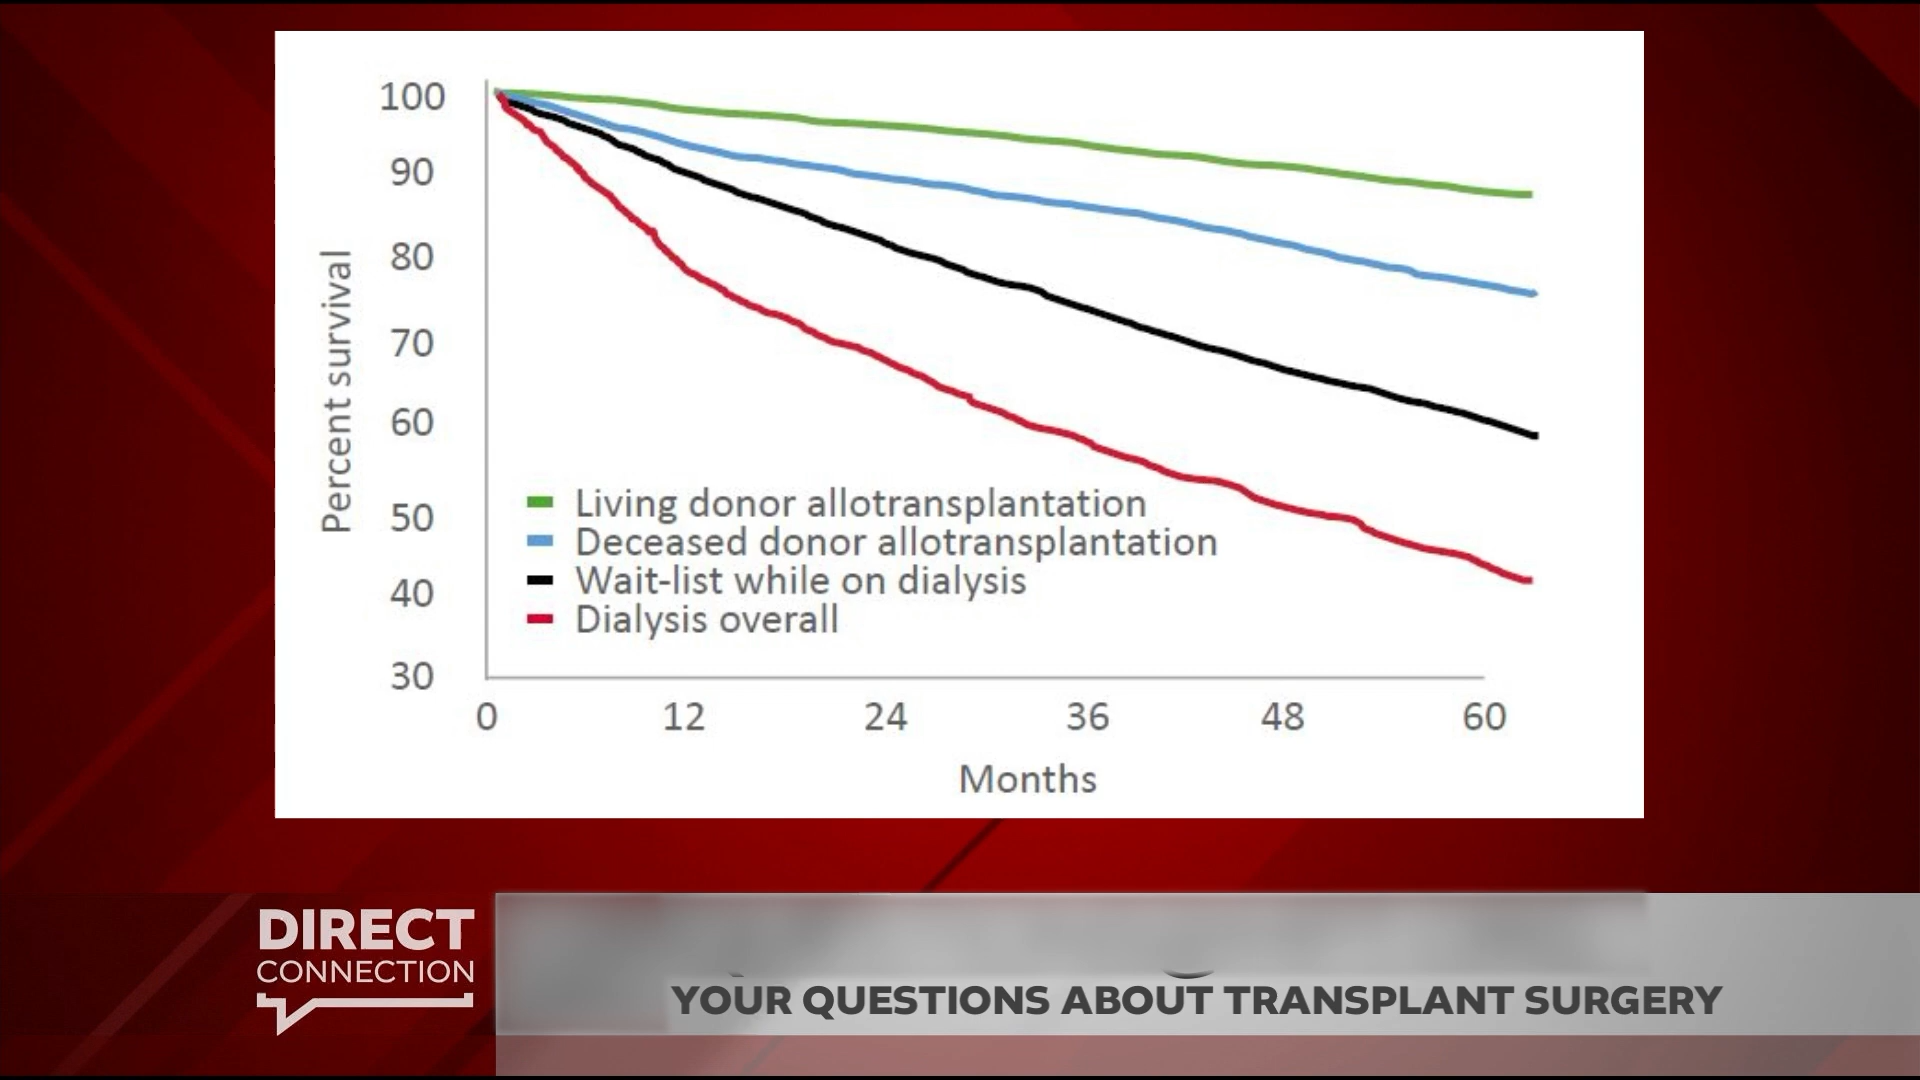 100
90
80
70
60
50
40
30
Percent survival
Living donor allotransplantation
Deceased donor allotransplantation
Wait-list while on dialysis
Dialysis overall
0 12 24 36 48 60
Months
DIRECT
CONNECTION
YOUR QUESTIONS ABOUT TRANSPLANT SURGERY